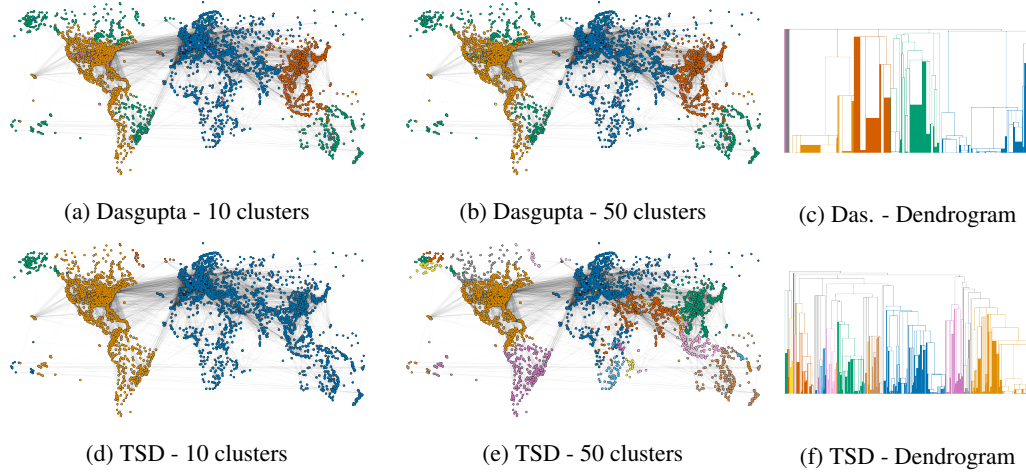 (a) Dasgupta - 10 clusters
(b) Dasgupta - 50 clusters
(c) Das. - Dendrogram
(d) TSD - 10 clusters
(e) TSD - 50 clusters
(f) TSD - Dendrogram